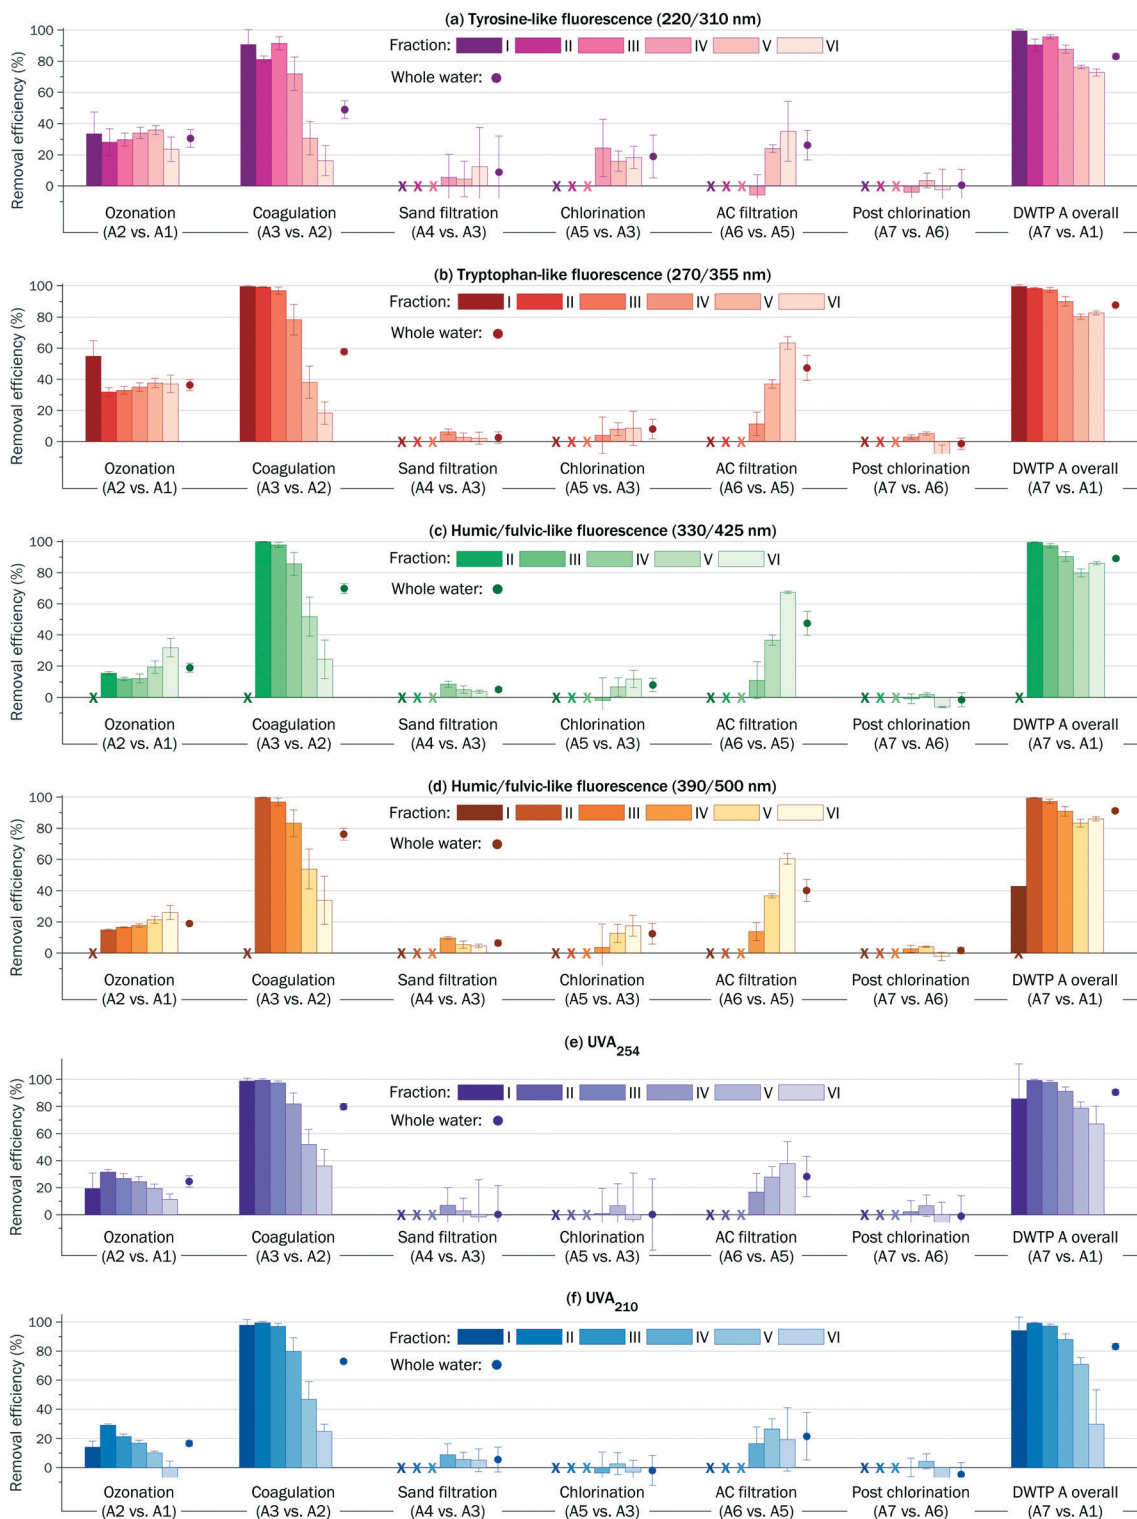 (a) Tyrosine-like fluorescence (220/310 nm)
Removal efficiency (%)
100
80
60
40
20
0
Fraction: I II III IV V VI
Whole water:
X X X X X X X X X X X X
Ozonation Coagulation Sand filtration Chlorination AC filtration Post chlorination DWTP A overall
(A2 vs. A1) (A3 vs. A2) (A4 vs. A3) (A5 vs. A3) (A6 vs. A5) (A7 vs. A6) (A7 vs. A1)
(b) Tryptophan-like fluorescence (270/355 nm)
Removal efficiency (%)
100
80
60
40
20
0
Fraction: I II III IV V VI
Whole water:
X X X X X X X X X X X X
Ozonation Coagulation Sand filtration Chlorination AC filtration Post chlorination DWTP A overall
(A2 vs. A1) (A3 vs. A2) (A4 vs. A3) (A5 vs. A3) (A6 vs. A5) (A7 vs. A6) (A7 vs. A1)
(c) Humic/fulvic-like fluorescence (330/425 nm)
Removal efficiency (%)
100
80
60
40
20
0
Fraction: II III IV V VI
Whole water:
X X X X X X X X X X X X X X X
Ozonation Coagulation Sand filtration Chlorination AC filtration Post chlorination DWTP A overall
(A2 vs. A1) (A3 vs. A2) (A4 vs. A3) (A5 vs. A3) (A6 vs. A5) (A7 vs. A6) (A7 vs. A1)
(d) Humic/fulvic-like fluorescence (390/500 nm)
Removal efficiency (%)
100
80
60
40
20
0
Fraction: I II III IV V VI
Whole water:
X X X X X X X X X X X X X X X
Ozonation Coagulation Sand filtration Chlorination AC filtration Post chlorination DWTP A overall
(A2 vs. A1) (A3 vs. A2) (A4 vs. A3) (A5 vs. A3) (A6 vs. A5) (A7 vs. A6) (A7 vs. A1)
(e) UVA254
Removal efficiency (%)
100
80
60
40
20
0
Fraction: I II III IV V VI
Whole water:
X X X X X X X X X X X X
Ozonation Coagulation Sand filtration Chlorination AC filtration Post chlorination DWTP A overall
(A2 vs. A1) (A3 vs. A2) (A4 vs. A3) (A5 vs. A3) (A6 vs. A5) (A7 vs. A6) (A7 vs. A1)
(f) UVA210
Removal efficiency (%)
100
80
60
40
20
0
Fraction: I II III IV V VI
Whole water:
X X X X X X X X X X X X
Ozonation Coagulation Sand filtration Chlorination AC filtration Post chlorination DWTP A overall
(A2 vs. A1) (A3 vs. A2) (A4 vs. A3) (A5 vs. A3) (A6 vs. A5) (A7 vs. A6) (A7 vs. A1)